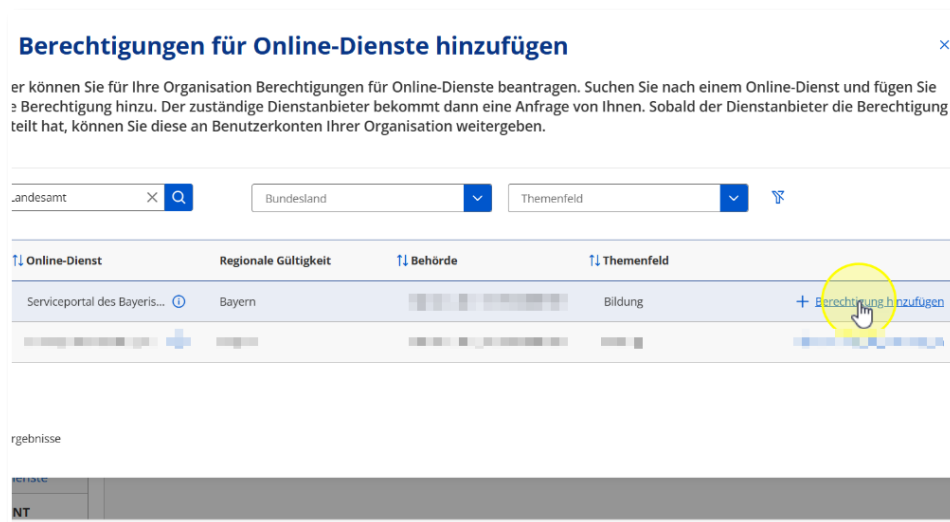 Berechtigungen für Online-Dienste hinzufügen
er können Sie für Ihre Organisation Berechtigungen für Online-Dienste beantragen. Suchen Sie nach einem Online-Dienst und fügen Sie
e Berechtigung hinzu. Der zuständige Dienstanbieter bekommt dann eine Anfrage von Ihnen. Sobald der Dienstanbieter die Berechtigung
teilt hat, können Sie diese an Benutzerkonten Ihrer Organisation weitergeben.
andesamt Bundesland Themenfeld
Online-Dienst Regionale Gültigkeit Behörde Themenfeld
Serviceportal des Bayeris... Bayern Bildung + Berechtigung hinzufügen
rgebnisse
ienste
NT